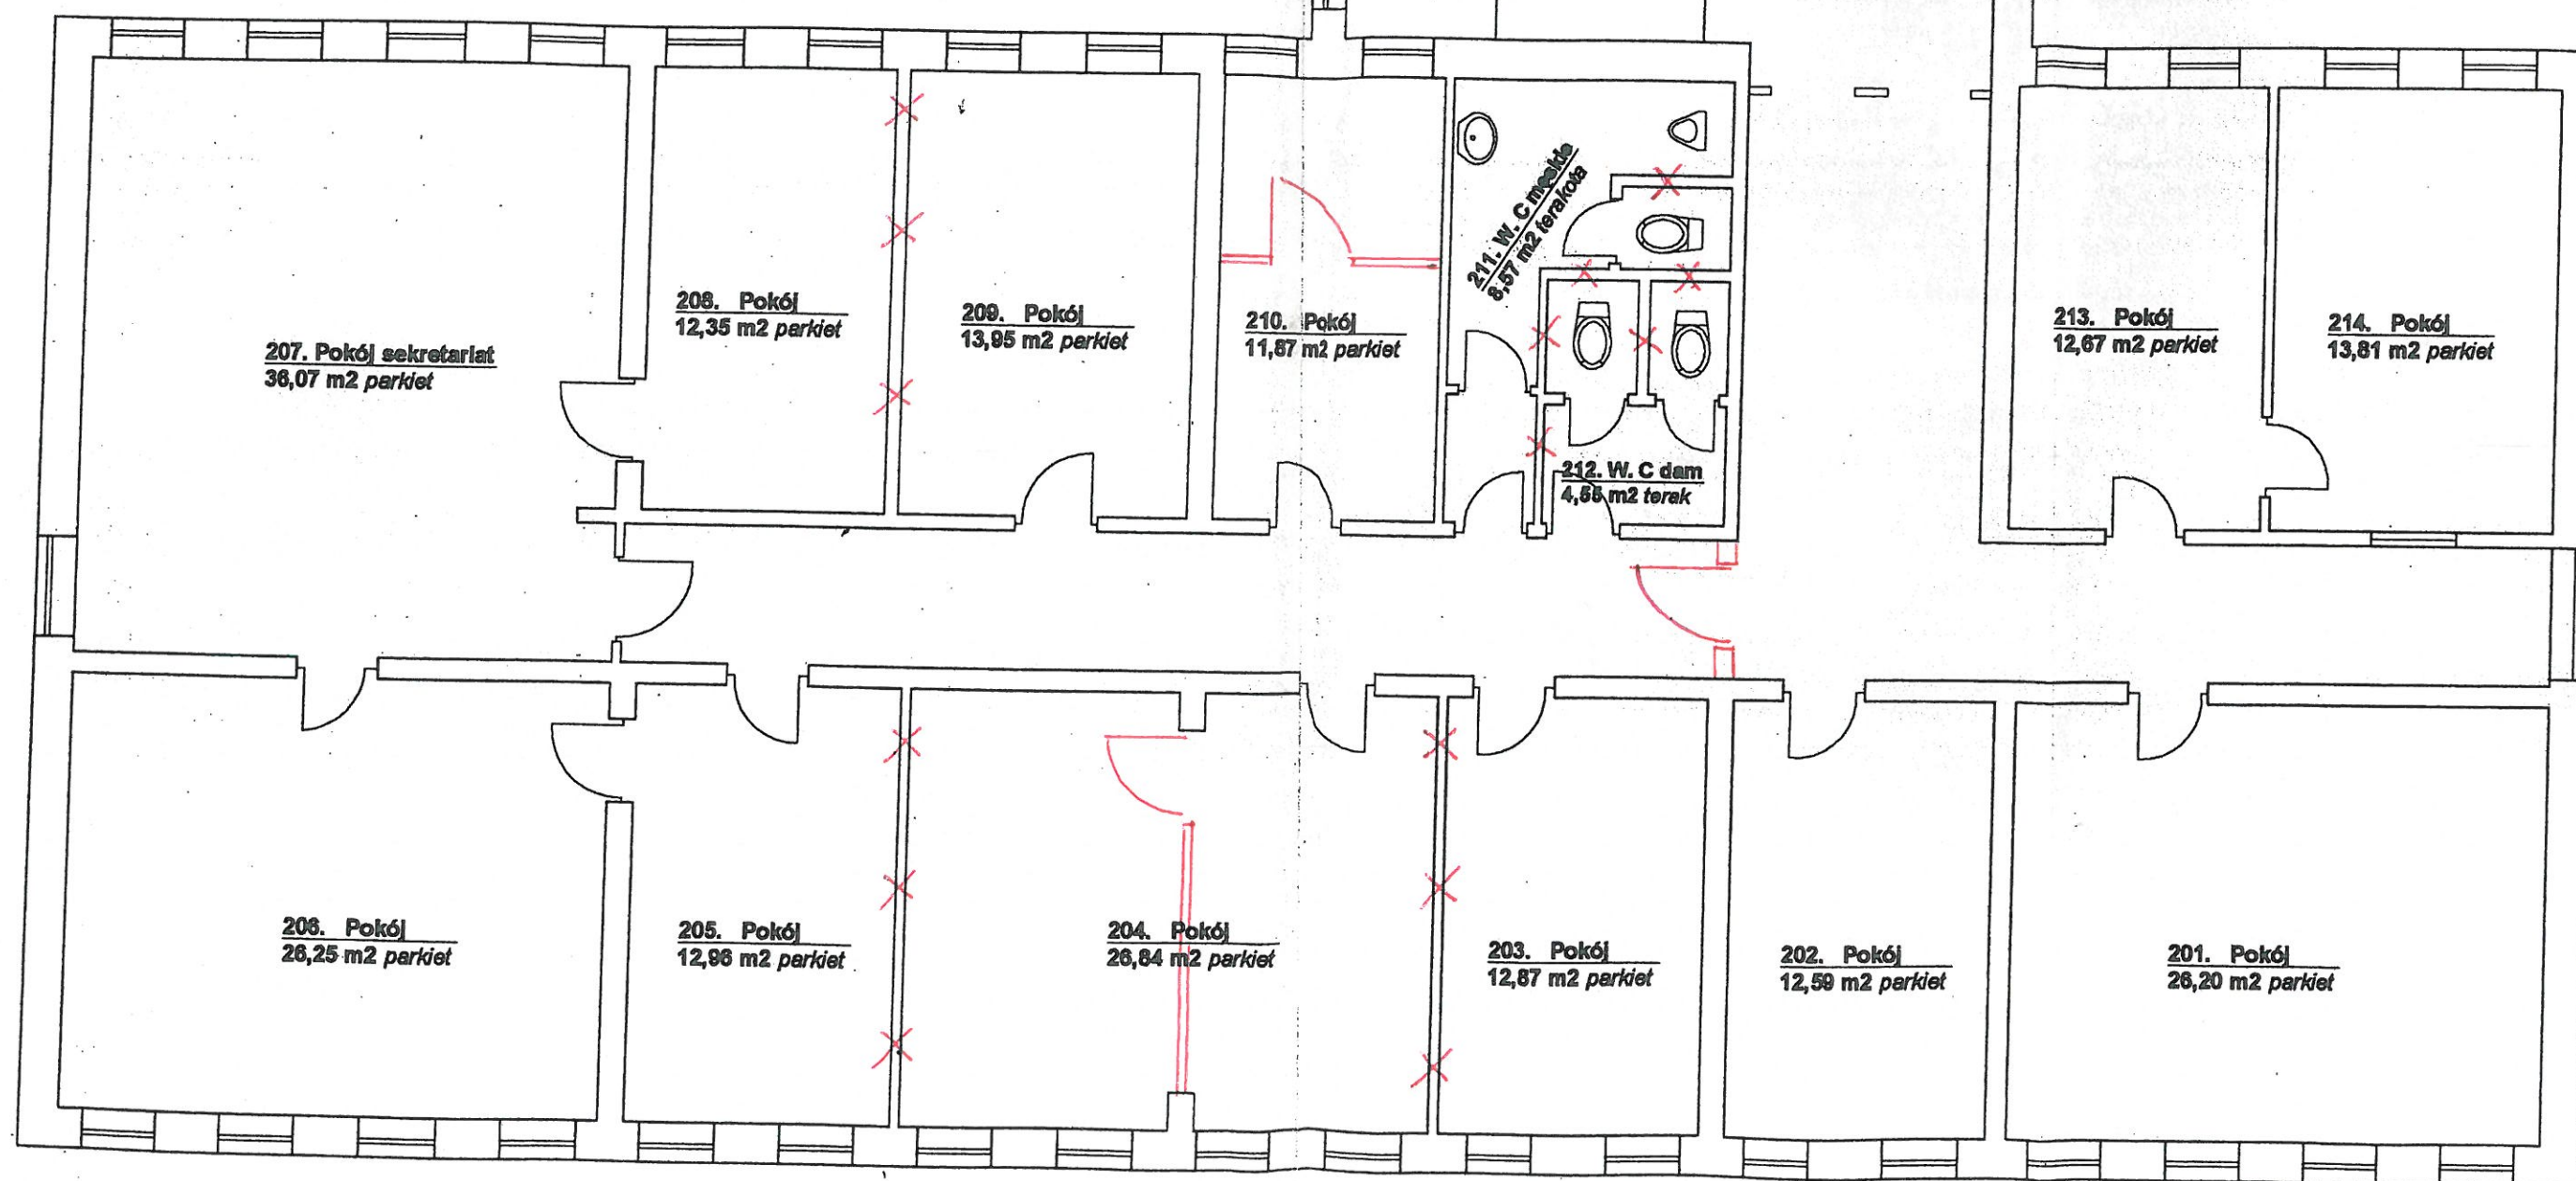 207. Pokój sekretariat
36,07 m2 parkiet
208. Pokój
12,35 m2 parkiet
209. Pokój
13,95 m2 parkiet
210. Pokój
11,87 m2 parkiet
211. W. C meskie
8,57 m2 terakota
212. W. C dam
4,55 m2 terak
213. Pokój
12,67 m2 parkiet
214. Pokój
13,81 m2 parkiet
206. Pokój
26,25 m2 parkiet
205. Pokój
12,96 m2 parkiet
204. Pokój
26,84 m2 parkiet
203. Pokój
12,87 m2 parkiet
202. Pokój
12,59 m2 parkiet
201. Pokój
26,20 m2 parkiet